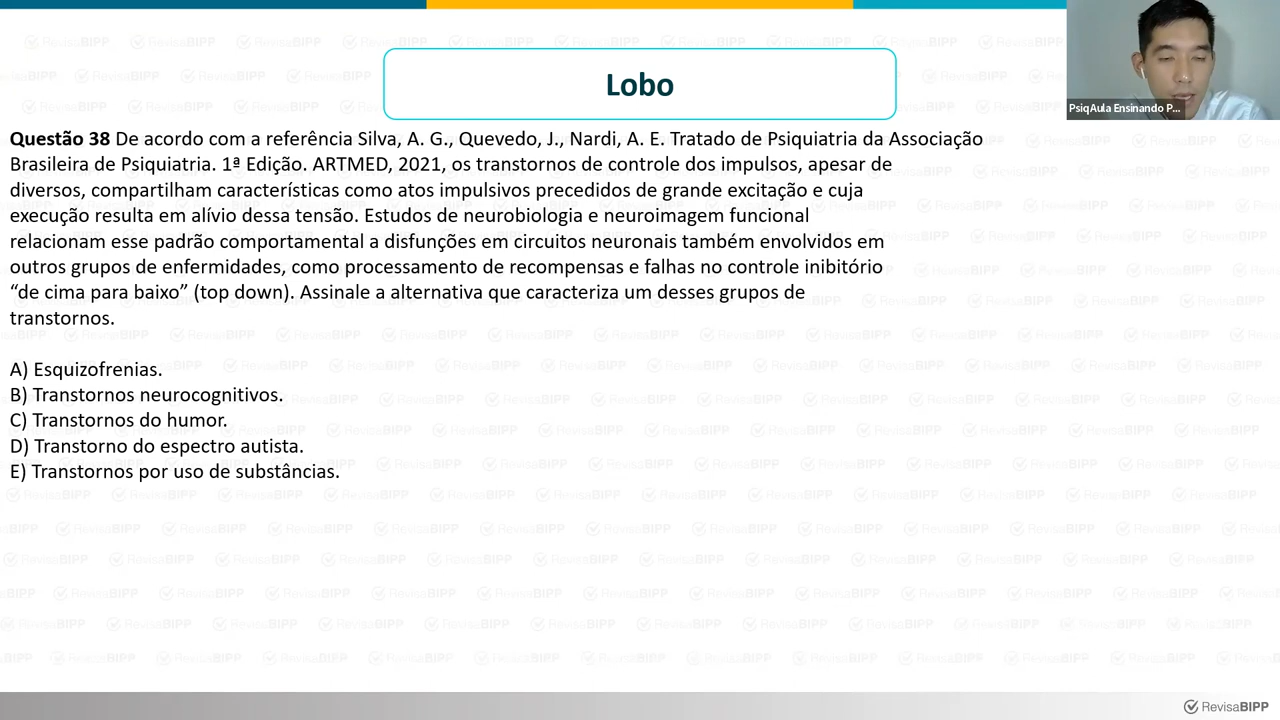 Lobo
PsiqAula Ensinando P...
Questão 38 De acordo com a referência Silva, A. G., Quevedo, J., Nardi, A. E. Tratado de Psiquiatria da Associação
Brasileira de Psiquiatria. 1ª Edição. ARTMED, 2021, os transtornos de controle dos impulsos, apesar de
diversos, compartilham características como atos impulsivos precedidos de grande excitação e cuja
execução resulta em alívio dessa tensão. Estudos de neurobiologia e neuroimagem funcional
relacionam esse padrão comportamental a disfunções em circuitos neuronais também envolvidos em
outros grupos de enfermidades, como processamento de recompensas e falhas no controle inibitório
“de cima para baixo” (top down). Assinale a alternativa que caracteriza um desses grupos de
transtornos.
A) Esquizofrenias.
B) Transtornos neurocognitivos.
C) Transtornos do humor.
D) Transtorno do espectro autista.
E) Transtornos por uso de substâncias.
RevisaBIPP